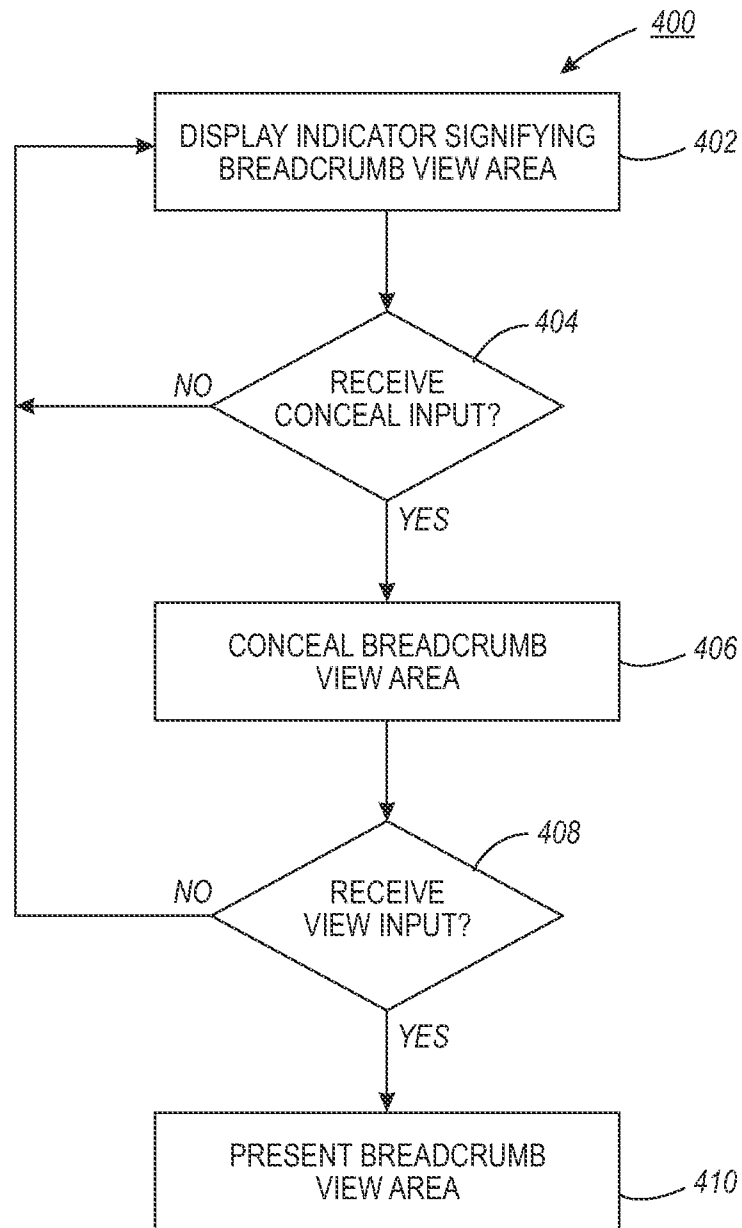 400
DISPLAY INDICATOR SIGNIFYING
BREADCRUMB VIEW AREA
402
404
NO
RECEIVE
CONCEAL INPUT?
YES
CONCEAL BREADCRUMB
VIEW AREA
406
408
NO
RECEIVE
VIEW INPUT?
YES
PRESENT BREADCRUMB
VIEW AREA
410